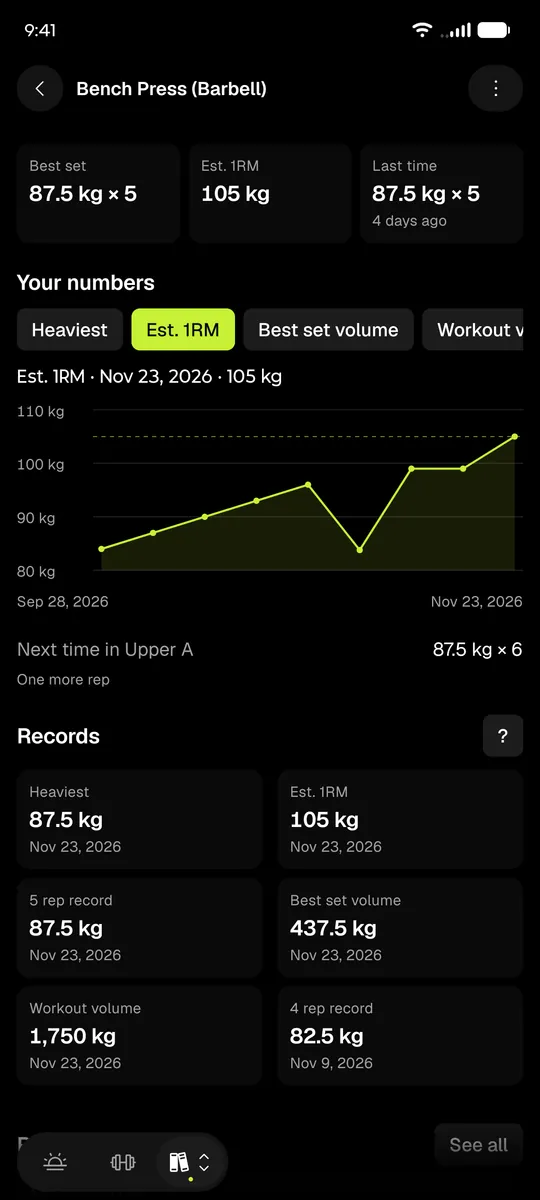 9:41
Bench Press (Barbell)
Best set
87.5 kg × 5
Est. 1RM
105 kg
Last time
87.5 kg × 5
4 days ago
Your numbers
Heaviest
Est. 1RM
Best set volume
Workout v
Est. 1RM · Nov 23, 2026 · 105 kg
110 kg
100 kg
90 kg
80 kg
Sep 28, 2026
Nov 23, 2026
Next time in Upper A
87.5 kg × 6
One more rep
Records
?
Heaviest
87.5 kg
Nov 23, 2026
Est. 1RM
105 kg
Nov 23, 2026
5 rep record
87.5 kg
Nov 23, 2026
Best set volume
437.5 kg
Nov 23, 2026
Workout volume
1,750 kg
Nov 23, 2026
4 rep record
82.5 kg
Nov 9, 2026
See all